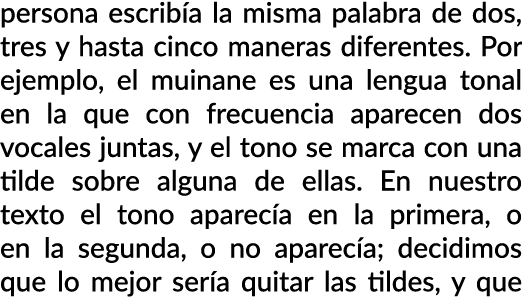 persona escribía la misma palabra de dos,
tres y hasta cinco maneras diferentes. Por
ejemplo, el muinane es una lengua tonal
en la que con frecuencia aparecen dos
vocales juntas, y el tono se marca con una
tilde sobre alguna de ellas. En nuestro
texto el tono aparecía en la primera, o
en la segunda, o no aparecía; decidimos
que lo mejor sería quitar las tildes, y que